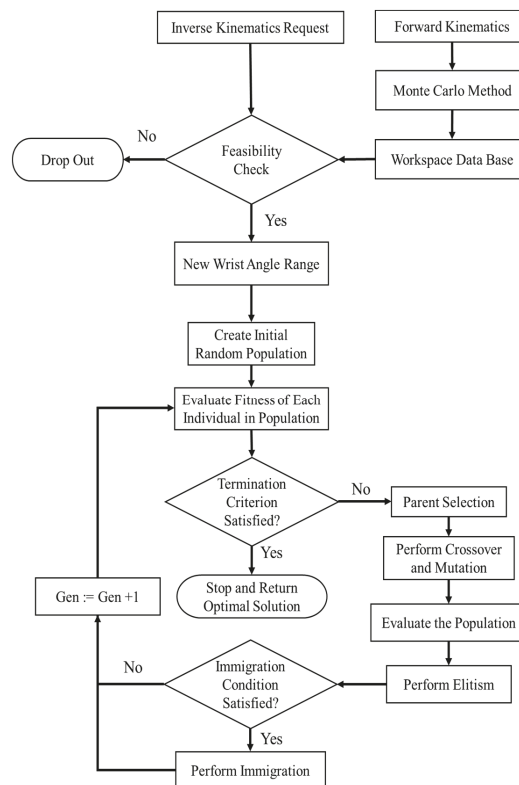 Inverse Kinematics Request
Forward Kinematics
Monte Carlo Method
Workspace Data Base
Feasibility
Check
No
Drop Out
Yes
New Wrist Angle Range
Create Initial
Random Population
Evaluate Fitness of Each
Individual in Population
Termination
Criterion
Satisfied?
No
Parent Selection
Yes
Perform Crossover
and Mutation
Stop and Return
Optimal Solution
Gen := Gen +1
Evaluate the Population
No
Immigration
Condition
Satisfied?
Perform Elitism
Yes
Perform Immigration